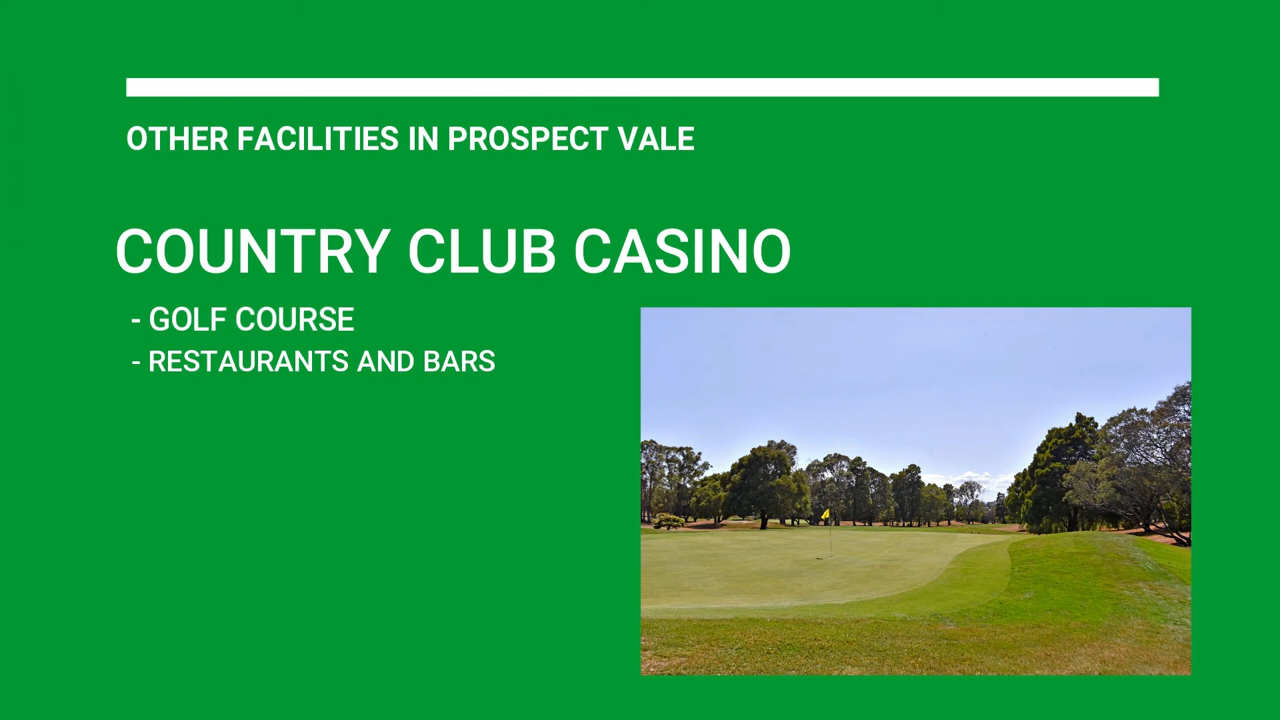 OTHER FACILITIES IN PROSPECT VALE
COUNTRY CLUB CASINO
- GOLF COURSE
- RESTAURANTS AND BARS